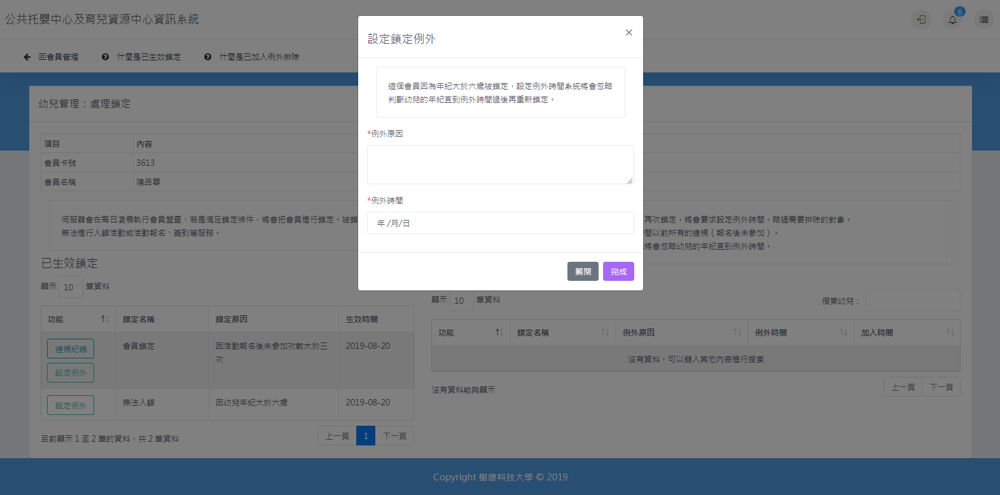 公共托嬰中心及育兒資源中心資訊系統
6
回會員管理 什麼是已生效鎖定 什麼是已加入例外排除
設定鎖定例外
×
這個會員因為年紀大於六歲被鎖定，設定例外時間系統將會忽略
判斷幼兒的年紀直到例外時間過後再重新鎖定。
*例外原因
*例外時間
年 /月/日
關閉 完成
幼兒管理：處理鎖定
項目 內容
會員卡號 3613
會員名稱 陳品蓉
伺服器會在每日凌晨執行會員盤查，若是滿足鎖定條件，將會把會員進行鎖定。被鎖
無法進行入館活動或活動報名、簽到等服務。
再次鎖定，將會要求設定例外時間，略過需要排除的對象。
間以前所有的違規（報名後未參加）。
將會忽略幼兒的年紀直到例外時間。
已生效鎖定
顯示 10 筆資料
功能 鎖定名稱 鎖定原因 生效時間
違規紀錄 設定例外 會員鎖定 因活動報名後未參加次數大於三
次 2019-08-20
設定例外 無法入館 因幼兒年紀大於六歲 2019-08-20
目前顯示 1 至 2 筆的資料，共 2 筆資料
上一頁 1 下一頁
顯示 10 筆資料 搜索幼兒：
功能 鎖定名稱 例外原因 例外時間 加入時間
沒有資料，可以鍵入其他內容進行搜索
沒有資料能夠顯示
上一頁 下一頁
Copyright 樹德科技大學 © 2019